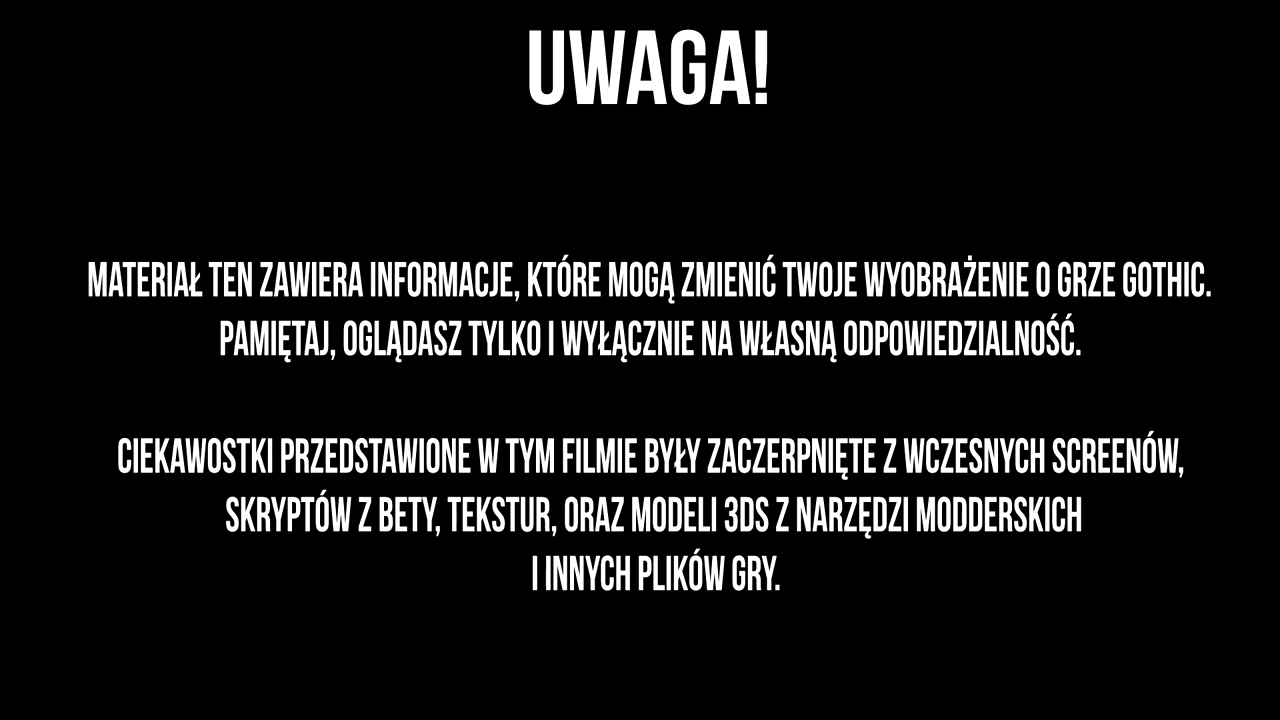 UWAGA!
MATERIAŁ TEN ZAWIERA INFORMACJE, KTÓRE MOGĄ ZMIENIĆ TWOJE WYOBRAŻENIE O GRZE GOTHIC.
PAMIĘTAJ, OGLĄDASZ TYLKO I WYŁĄCZNIE NA WŁASNĄ ODPOWIEDZIALNOŚĆ.
CIEKAWOSTKI PRZEDSTAWIONE W TYM FILMIE BYŁY ZACZERPNIĘTE Z WCZESNYCH SCREENÓW,
SKRYPTÓW Z BETY, TEKSTUR, ORAZ MODELI 3DS Z NARZĘDZI MODDERSKICH
I INNYCH PLIKÓW GRY.